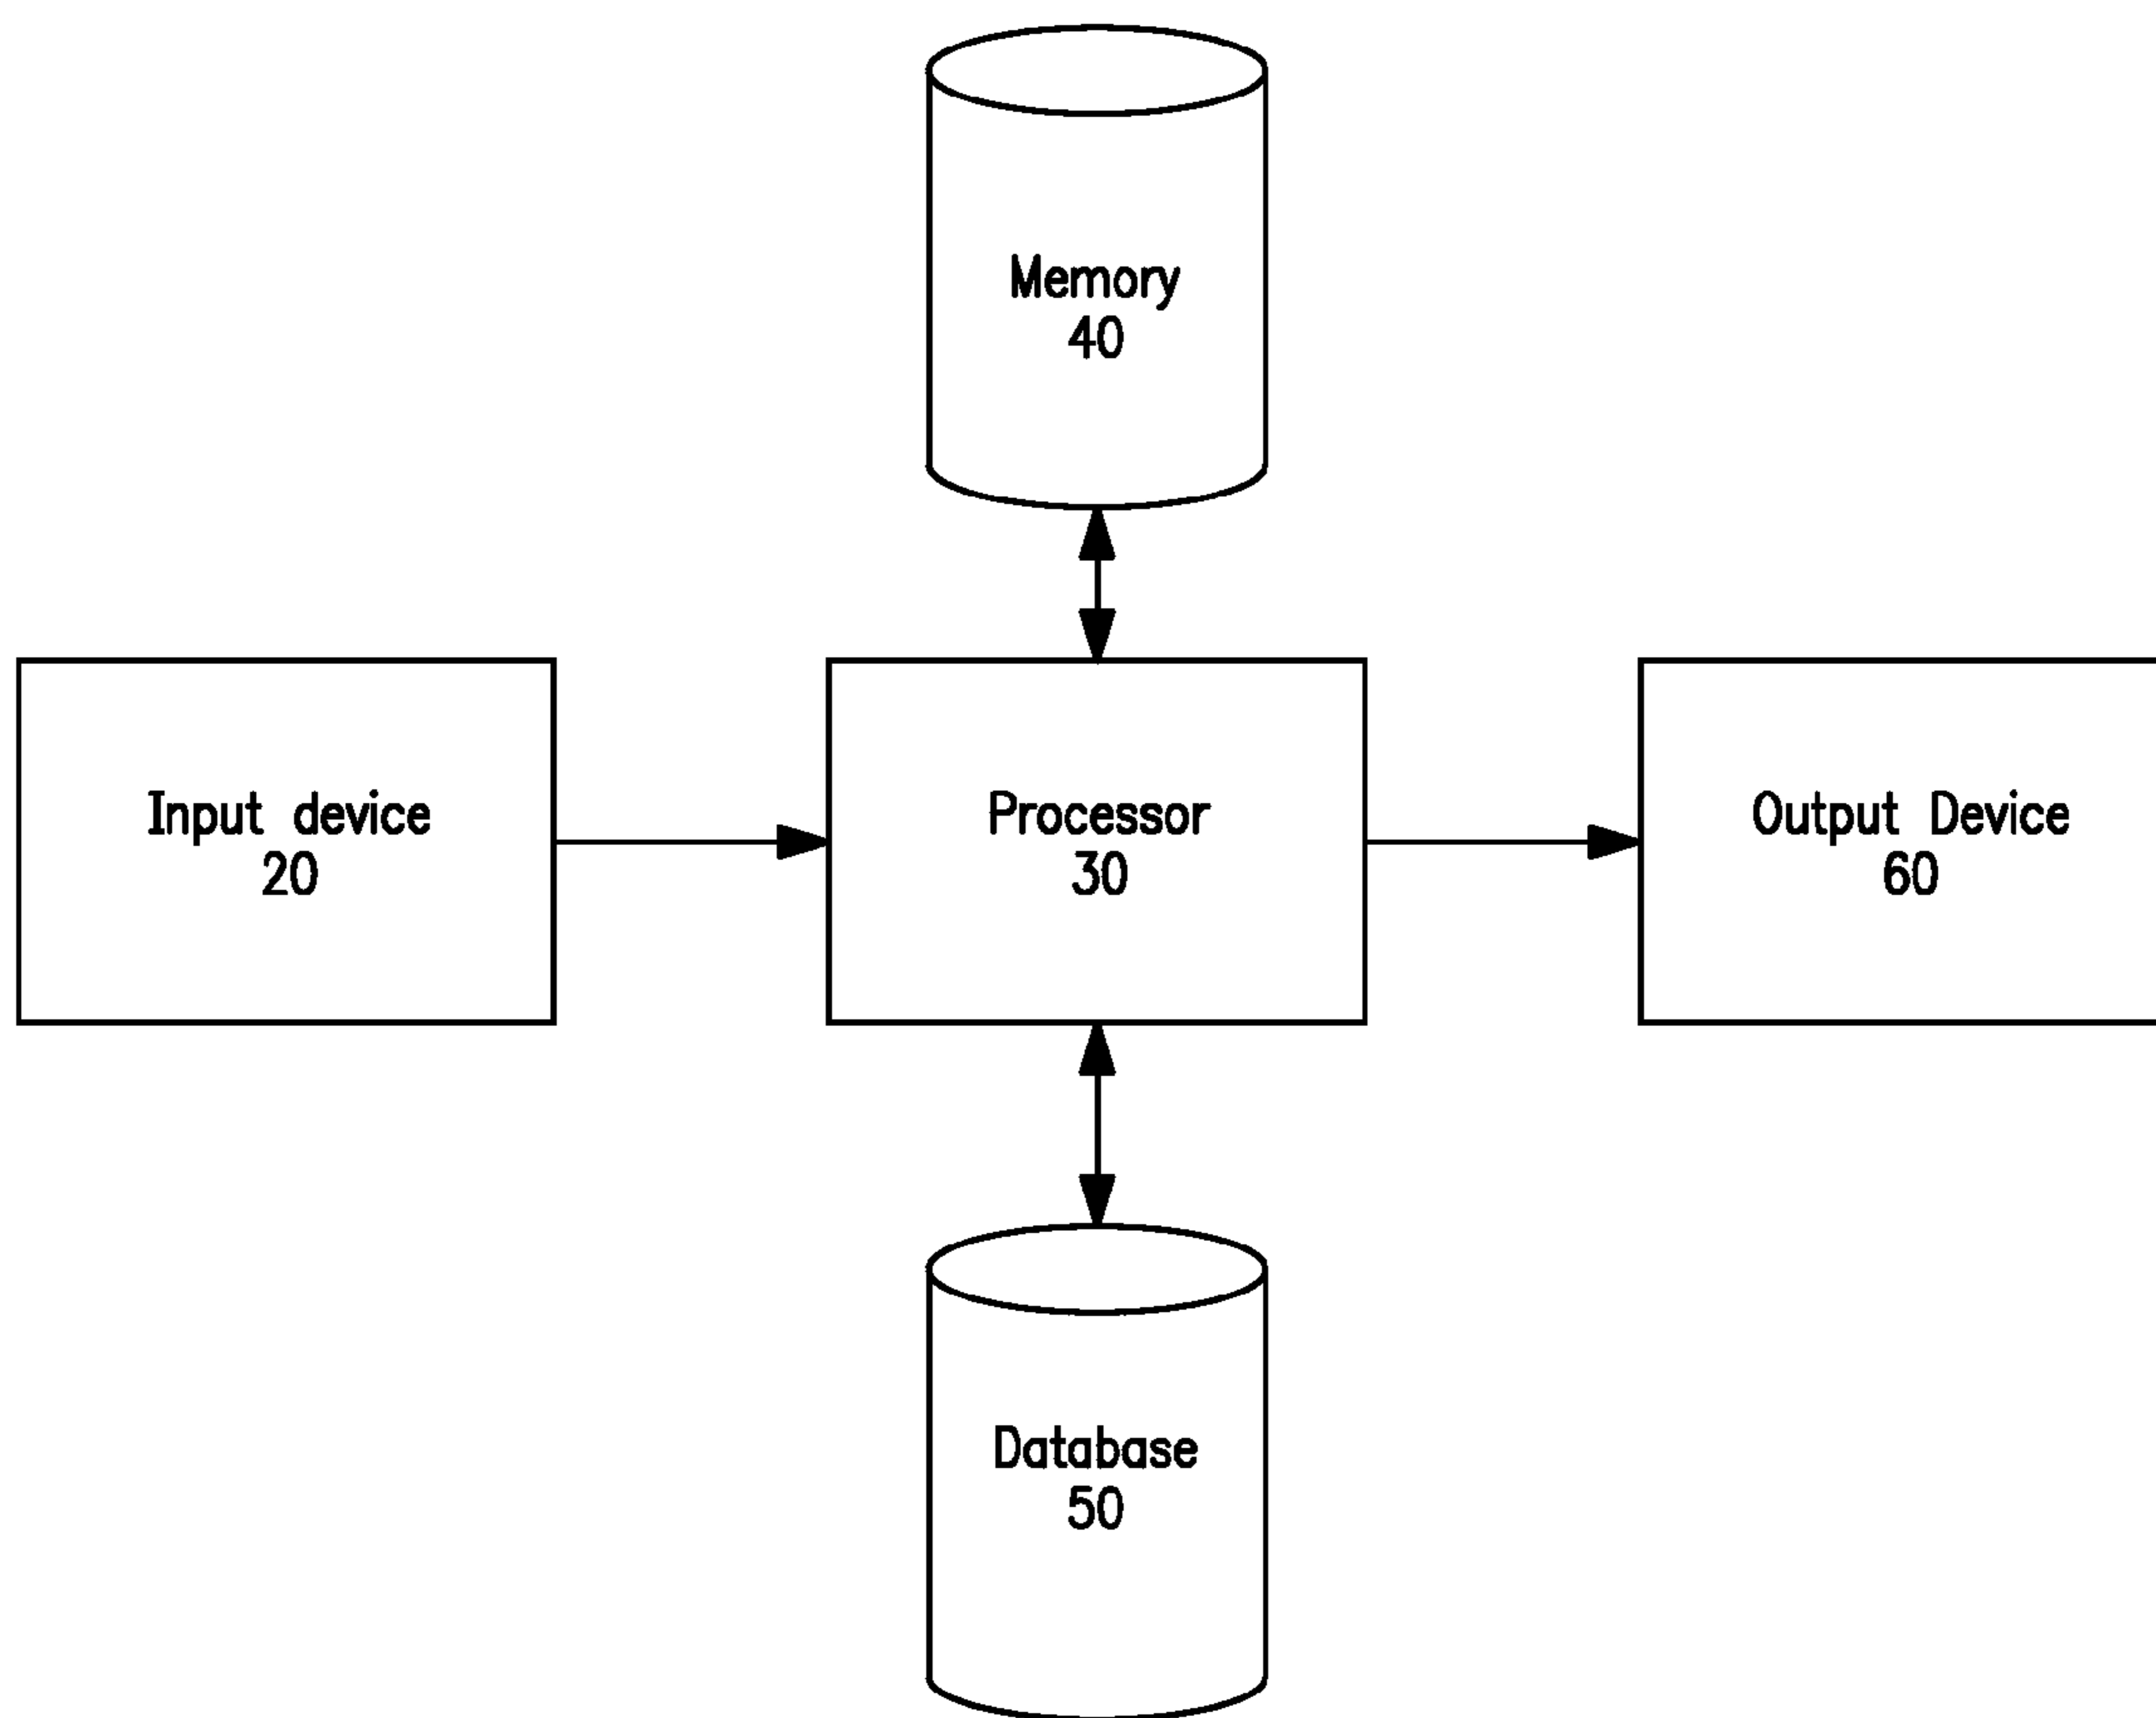 Memory
40
Input device
20
Processor
30
Output Device
60
Database
50